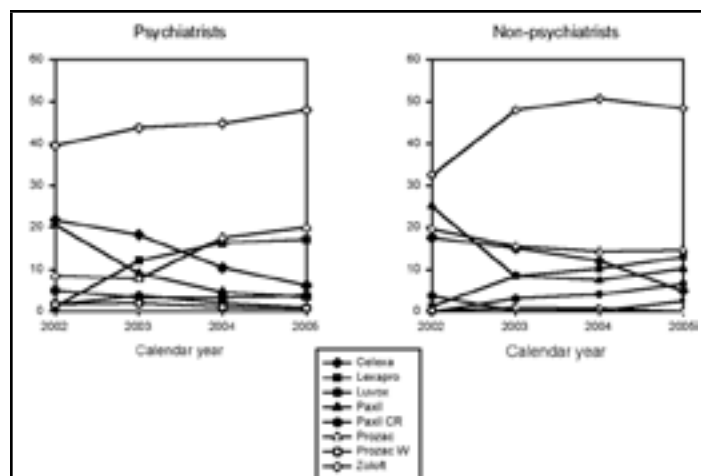 Psychiatrists
Non-psychiatrists
60
50
40
30
20
10
0
2002
2003
2004
2005
Calendar year
60
50
40
30
20
10
0
2002
2003
2004
2005
Calendar year
Celexa
Lexapro
Luvox
Paxil
Paxil CR
Prozac
Prozac W
Zoloft